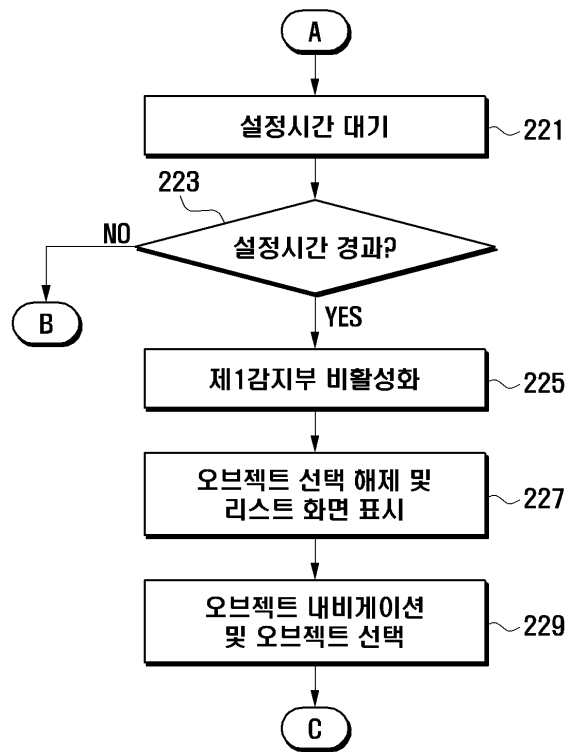 A
설정시간 대기
221
223
설정시간 경과?
NO
B
YES
제1감지부 비활성화
225
오브젝트 선택 해제 및
리스트 화면 표시
227
오브젝트 내비게이션
및 오브젝트 선택
229
C